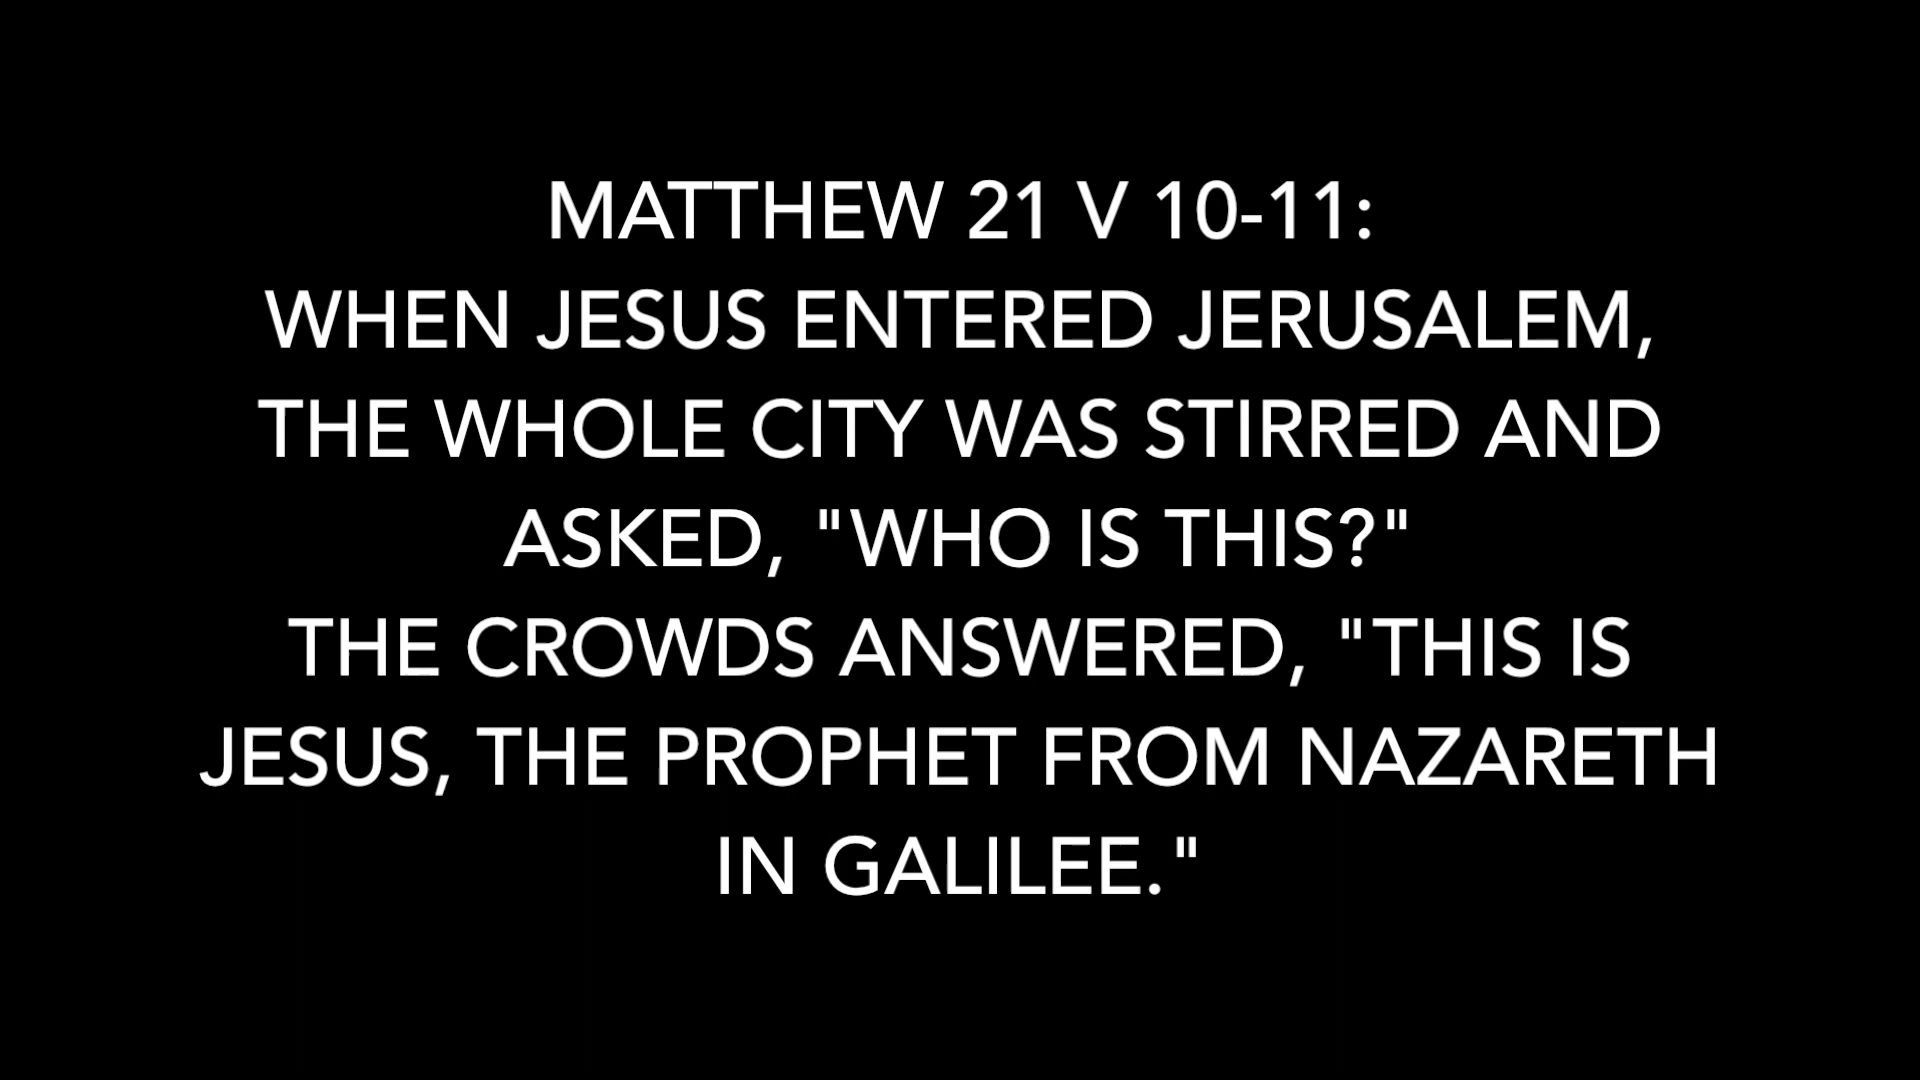 MATTHEW 21 V 10-11:
WHEN JESUS ENTERED JERUSALEM,
THE WHOLE CITY WAS STIRRED AND
ASKED, "WHO IS THIS?"
THE CROWDS ANSWERED, "THIS IS
JESUS, THE PROPHET FROM NAZARETH
IN GALILEE."